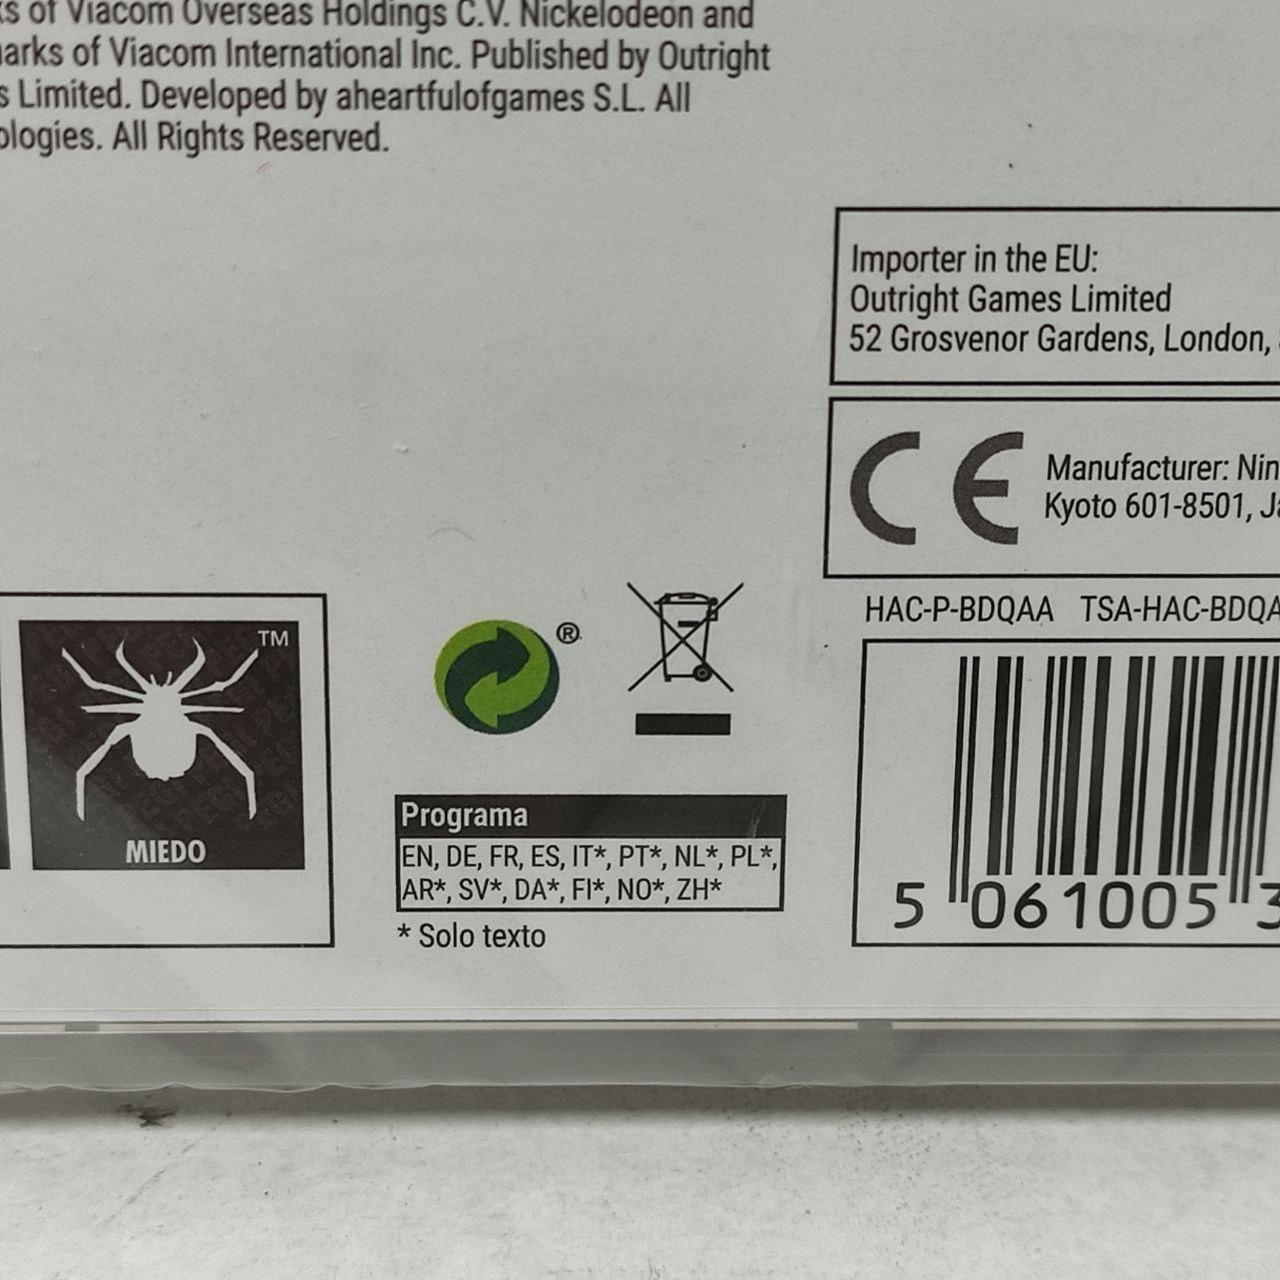 of Viacom Overseas Holdings C.V. Nickelodeon and
of Viacom International Inc. Published by Outright
Limited. Developed by aheartfulofgames S.L. All
All Rights Reserved.
Importer in the EU:
Outright Games Limited
52 Grosvenor Gardens, London,
CE
Manufacturer:
Kyoto 601-8501,
HAC-P-BDQAA TSA-HAC-BDQA
TM
MIEDO
®
Programa
EN, DE, FR, ES, IT*, PT*, NL*, PL*,
AR*, SV*, DA*, FI*, NO*, ZH*
* Solo texto
5 061005 3